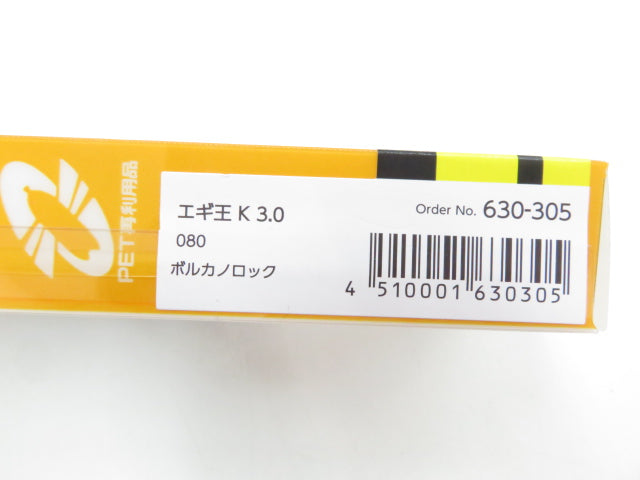 PET再利用品
エギ王 K 3.0
Order No. 630-305
080
ボルカノロック
4 510001 630305